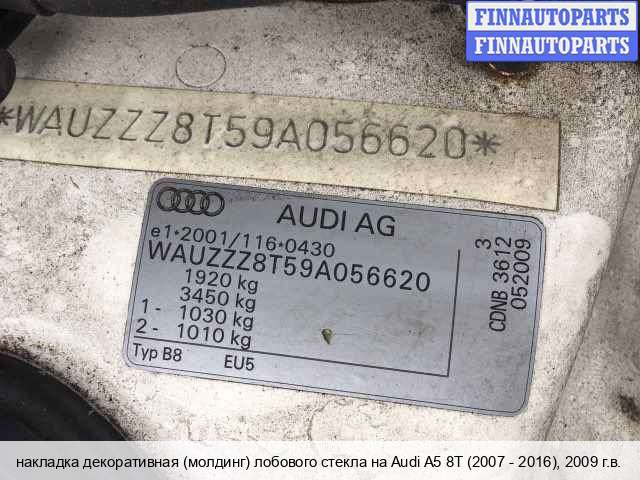 FINNAUTOPARTS
FINNAUTOPARTS
*WAUZZZ8T59A056620*
AUDI AG
e1*2001/116*0430
WAUZZZ8T59A056620
1920 kg
3450 kg
1 - 1030 kg
2 - 1010 kg
Typ B8 EU5
3
CDNB 3612
052009
накладка декоративная (молдинг) лобового стекла на Audi A5 8T (2007 - 2016), 2009 г.в.